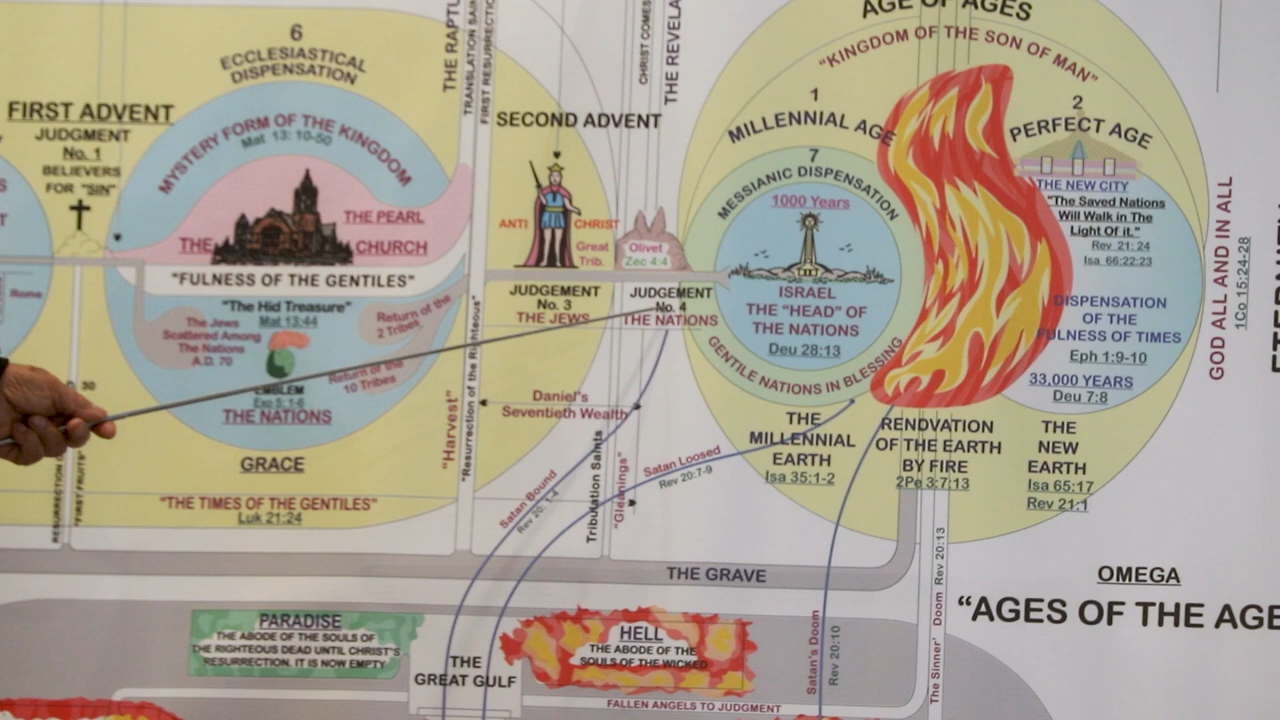 6
ECCLESIASTICAL
DISPENSATION
FIRST ADVENT
JUDGMENT
No. 1
BELIEVERS
FOR "SIN"
MYSTERY FORM OF THE KINGDOM
Mat 13: 10-50
THE PEARL
THE CHURCH
"FULNESS OF THE GENTILES"
Rome
"The Hid Treasure"
Mat 13:44
The Jews
Scattered Among
The Nations
A.D. 70
Return of the
2 Tribes
Return of the
10 Tribes
EMBLEM
THE NATIONS
GRACE
"THE TIMES OF THE GENTILES"
Luk 21:24
30
RESURRECTION
"FIRST FRUITS"
THE RAPTU
TRANSLATION SAIN
FIRST RESURRECTIO
"Harvest"
"Resurrection of the Righteous"
CHRIST COMES
THE REVELA
SECOND ADVENT
ANTI CHRIST
Great
Trib.
Olivet
Zec 4:4
JUDGEMENT
No. 3
THE JEWS
JUDGEMENT
No. 4
THE NATIONS
Daniel's
Seventieth Wealth
Tribulation Saints
"Gleanings"
Satan Bound
Rev 20: 1-4
Satan Loosed
Rev 20:7-9
AGE OF AGES
"KINGDOM OF THE SON OF MAN"
1
MILLENNIAL AGE
7
MESSIANIC DISPENSATION
1000 Years
ISRAEL
THE "HEAD" OF
THE NATIONS
Deu 28:13
GENTILE NATIONS IN BLESSING
2
PERFECT AGE
THE NEW CITY
"The Saved Nations
Will Walk in The
Light Of it."
Rev 21: 24
Isa 66:22:23
DISPENSATION
OF THE
FULNESS OF TIMES
Eph 1:9-10
33,000 YEARS
Deu 7:8
THE
MILLENNIAL
EARTH
Isa 35:1-2
RENDVATION
OF THE EARTH
BY FIRE
2Pe 3:7:13
THE
NEW
EARTH
Isa 65:17
Rev 21:1
GOD ALL AND IN ALL
1Co 15:24-28
THE GRAVE
PARADISE
THE ABODE OF THE SOULS OF
THE RIGHTEOUS DEAD UNTIL CHRIST'S
RESURRECTION. IT IS NOW EMPTY
THE
GREAT GULF
HELL
THE ABODE OF THE
SOULS OF THE WICKED
FALLEN ANGELS TO JUDGMENT
Satan's Doom
Rev 20:10
The Sinner' Doom Rev 20:13
OMEGA
"AGES OF THE AGE